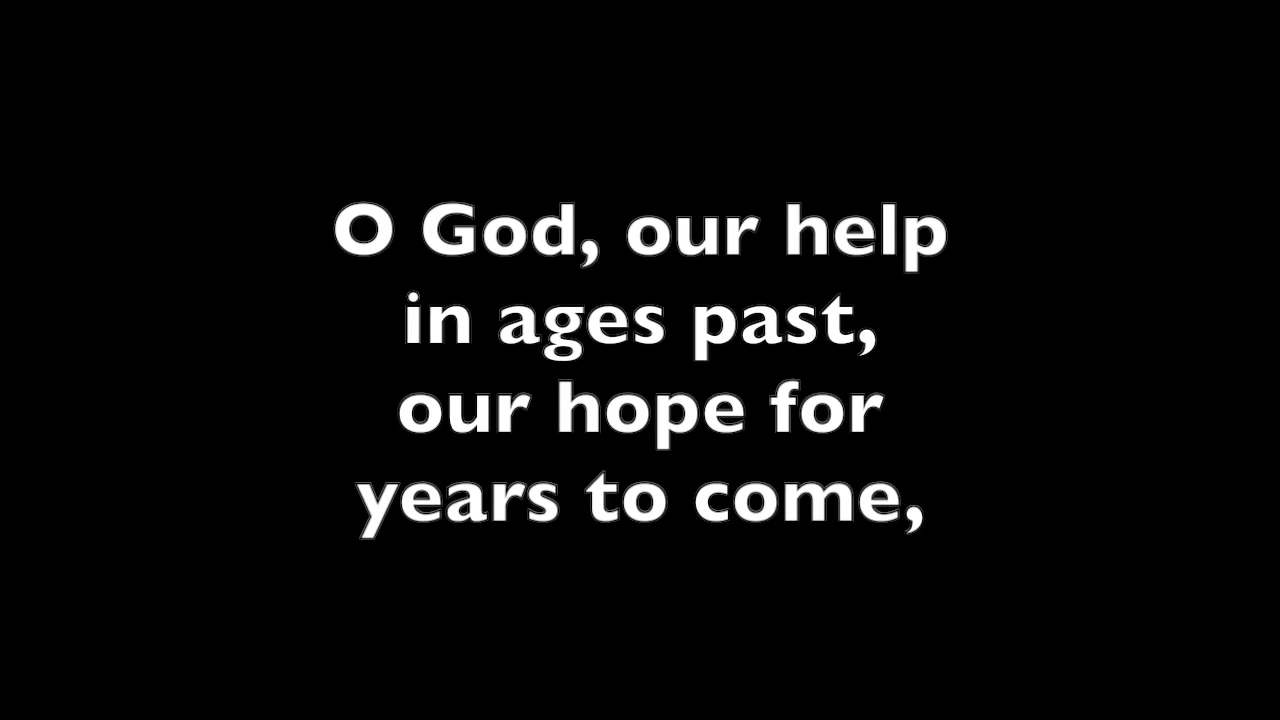 O God, our help
in ages past,
our hope for
years to come,